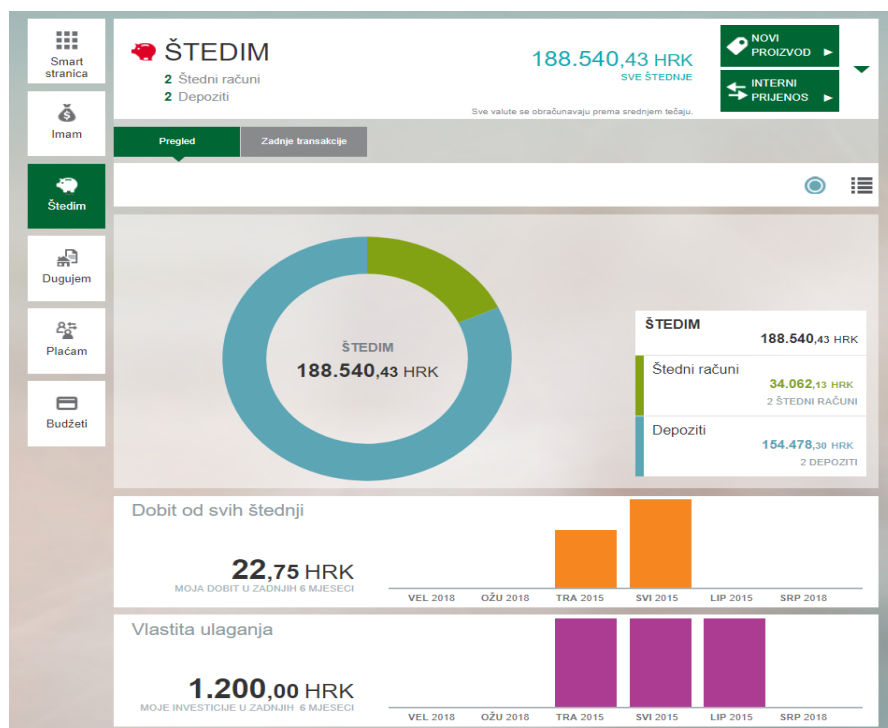 Smart
stranica
Imam
Štedim
Dugujem
Plaćam
Budžeti
ŠTEDIM
2 Štedni računi
2 Depoziti
188.540,43 HRK
SVE ŠTEDNJE
Sve valute se obračunavaju prema srednjem tečaju.
NOVI
PROIZVOD
INTERNI
PRIJENOS
Pregled
Zadnje transakcije
ŠTEDIM
188.540,43 HRK
ŠTEDIM
188.540,43 HRK
Štedni računi
34.062,13 HRK
2 ŠTEDNI RAČUNI
Depoziti
154.478,30 HRK
2 DEPOZITI
Dobit od svih štednji
22,75 HRK
MOJA DOBIT U ZADNJIH 6 MJESECI
VEL 2018 OŽU 2018 TRA 2015 SVI 2015 LIP 2015 SRP 2018
Vlastita ulaganja
1.200,00 HRK
MOJE INVESTICIJE U ZADNJIH 6 MJESECI
VEL 2018 OŽU 2018 TRA 2015 SVI 2015 LIP 2015 SRP 2018